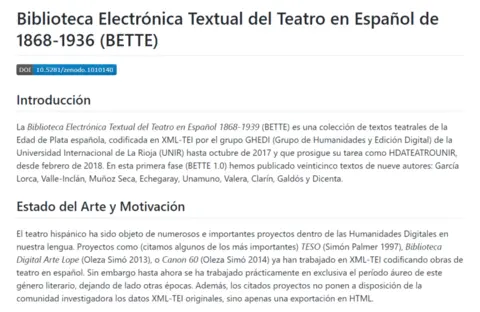 Biblioteca Electrónica Textual del Teatro en Español de
1868-1936 (BETTE)
DOI 10.5281/zenodo.1010140
Introducción
La Biblioteca Electrónica Textual del Teatro en Español 1868-1939 (BETTE) es una colección de textos teatrales de la
Edad de Plata española, codificada en XML-TEI por el grupo GHEDI (Grupo de Humanidades y Edición Digital) de la
Universidad Internacional de La Rioja (UNIR) hasta octubre de 2017 y que prosigue su tarea como HDATEATROUNIR,
desde febrero de 2018. En esta primera fase (BETTE 1.0) hemos publicado veinticinco textos de nueve autores: García
Lorca, Valle-Inclán, Muñoz Seca, Echegaray, Unamuno, Valera, Clarín, Galdós y Dicenta.
Estado del Arte y Motivación
El teatro hispánico ha sido objeto de numerosos e importantes proyectos dentro de las Humanidades Digitales en
nuestra lengua. Proyectos como (citamos algunos de los más importantes) TESO (Simón Palmer 1997), Biblioteca
Digital Arte Lope (Oleza Simó 2013), o Canon 60 (Oleza Simó 2014) ya han trabajado en XML-TEI codificando obras de
teatro en español. Sin embargo hasta ahora se ha trabajado prácticamente en exclusiva el período áureo de este
género literario, dejando de lado otras épocas. Además, los citados proyectos no ponen a disposición de la
comunidad investigadora los datos XML-TEI originales, sino apenas una exportación en HTML.